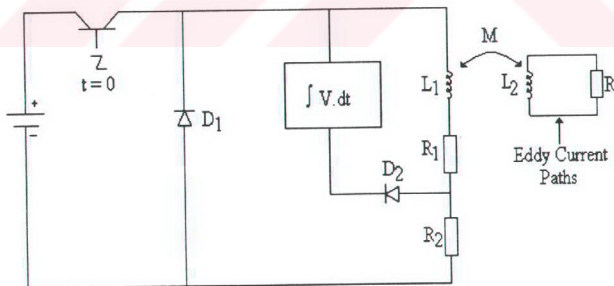 M
L1
L2
R
t = 0
+
-
D1
∫ V.dt
R1
D2
R2
Eddy Current
Paths